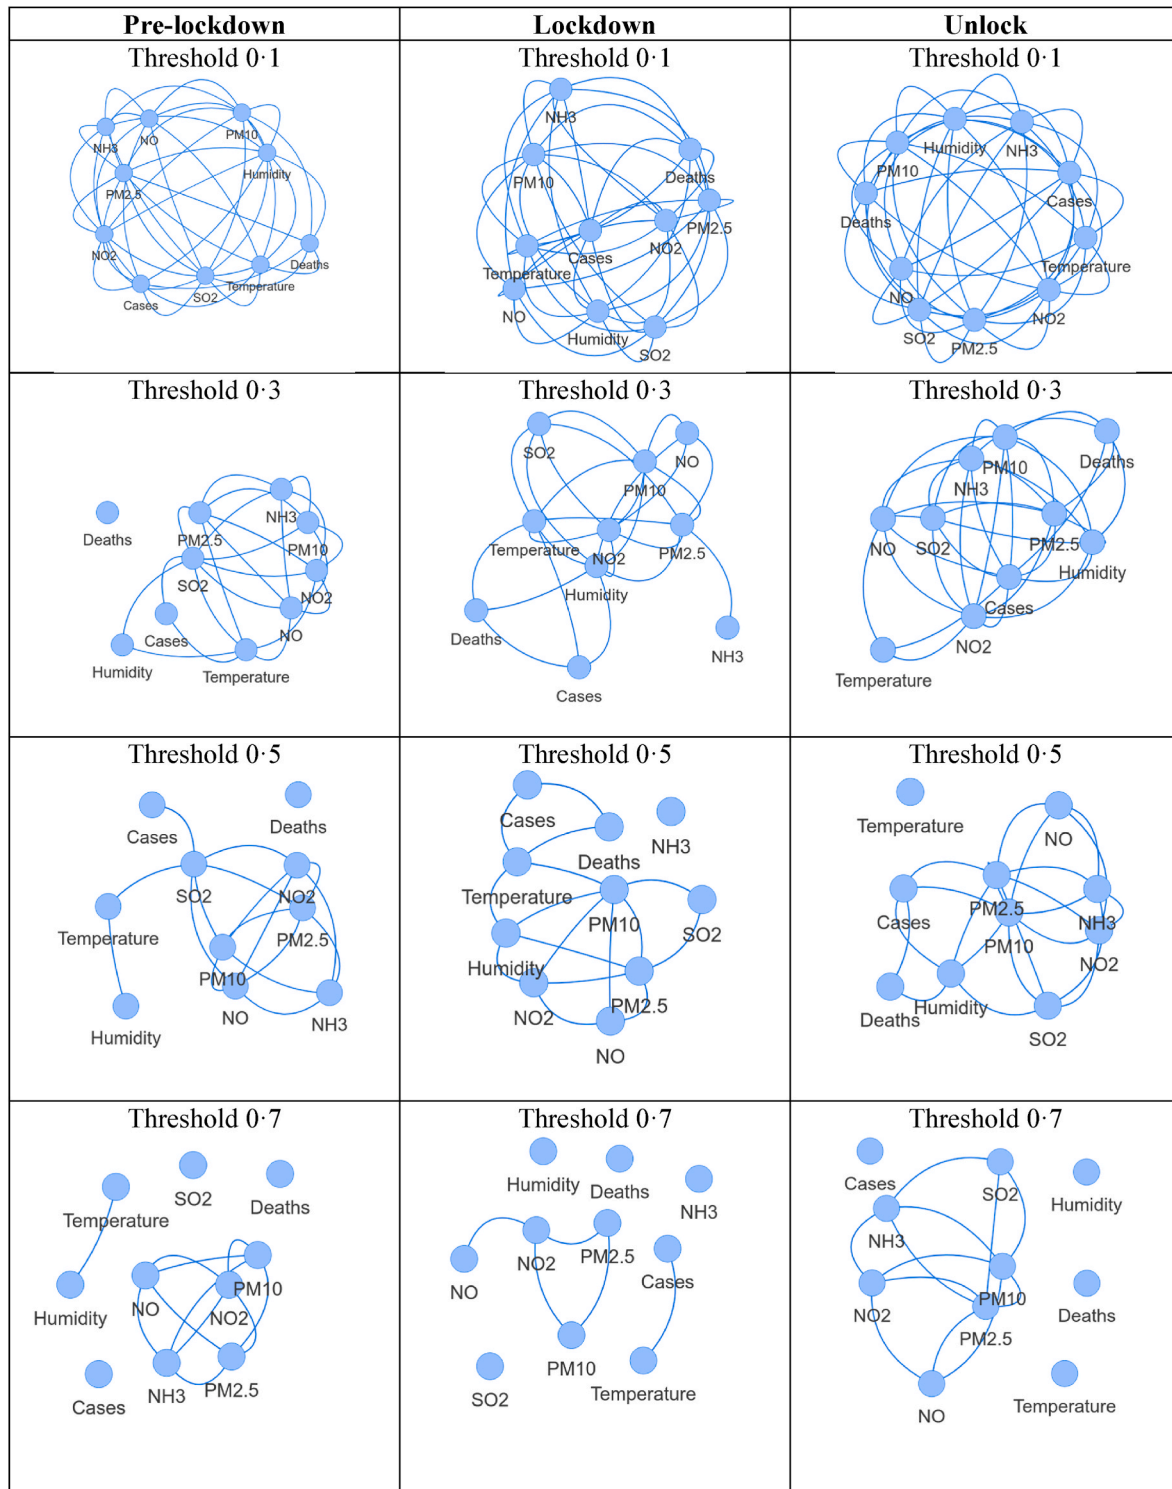 Pre-lockdown
Lockdown
Unlock
Threshold 0·1
NO
PM10
NH3
Humidity
PM2.5
NO2
Deaths
Cases
SO2
Temperature
Threshold 0·1
NH3
PM10
Deaths
PM2.5
NO2
Cases
Temperature
NO
Humidity
SO2
Threshold 0·1
Humidity
NH3
PM10
Cases
Deaths
Temperature
NO
NO2
SO2
PM2.5
Threshold 0·3
NH3
Deaths
PM2.5
PM10
SO2
NO2
NO
Cases
Humidity
Temperature
Threshold 0·3
SO2
NO
PM10
Temperature
NO2
PM2.5
Humidity
Deaths
NH3
Cases
Threshold 0·3
PM10
Deaths
NH3
NO
SO2
PM2.5
Humidity
Cases
NO2
Temperature
Threshold 0·5
Cases
Deaths
SO2
NO2
Temperature
PM2.5
PM10
NO
NH3
Humidity
Threshold 0·5
Cases
NH3
Deaths
Temperature
PM10
SO2
Humidity
PM2.5
NO2
NO
Threshold 0·5
Temperature
NO
PM2.5
Cases
NH3
PM10
NO2
Humidity
Deaths
SO2
Threshold 0·7
SO2
Deaths
Temperature
PM10
NO
NO2
Humidity
NH3
PM2.5
Cases
Threshold 0·7
Humidity
Deaths
NH3
NO2
PM2.5
Cases
NO
PM10
SO2
Temperature
Threshold 0·7
Cases
SO2
Humidity
NH3
PM10
NO2
Deaths
PM2.5
Temperature
NO